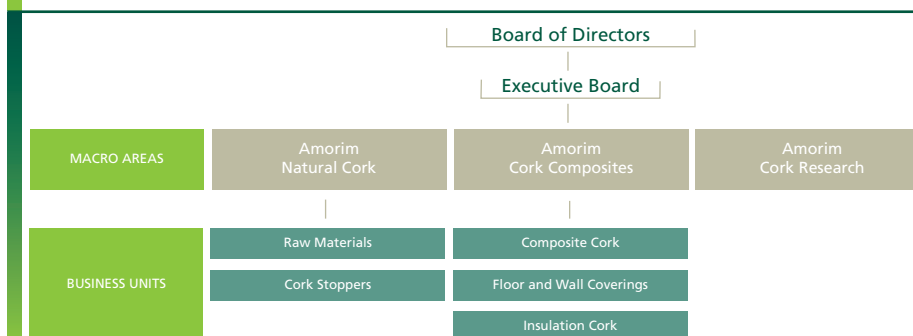 Board of Directors
Executive Board
MACRO AREAS
Amorim
Natural Cork
Amorim
Cork Composites
Amorim
Cork Research
BUSINESS UNITS
Raw Materials
Composite Cork
Cork Stoppers
Floor and Wall Coverings
Insulation Cork